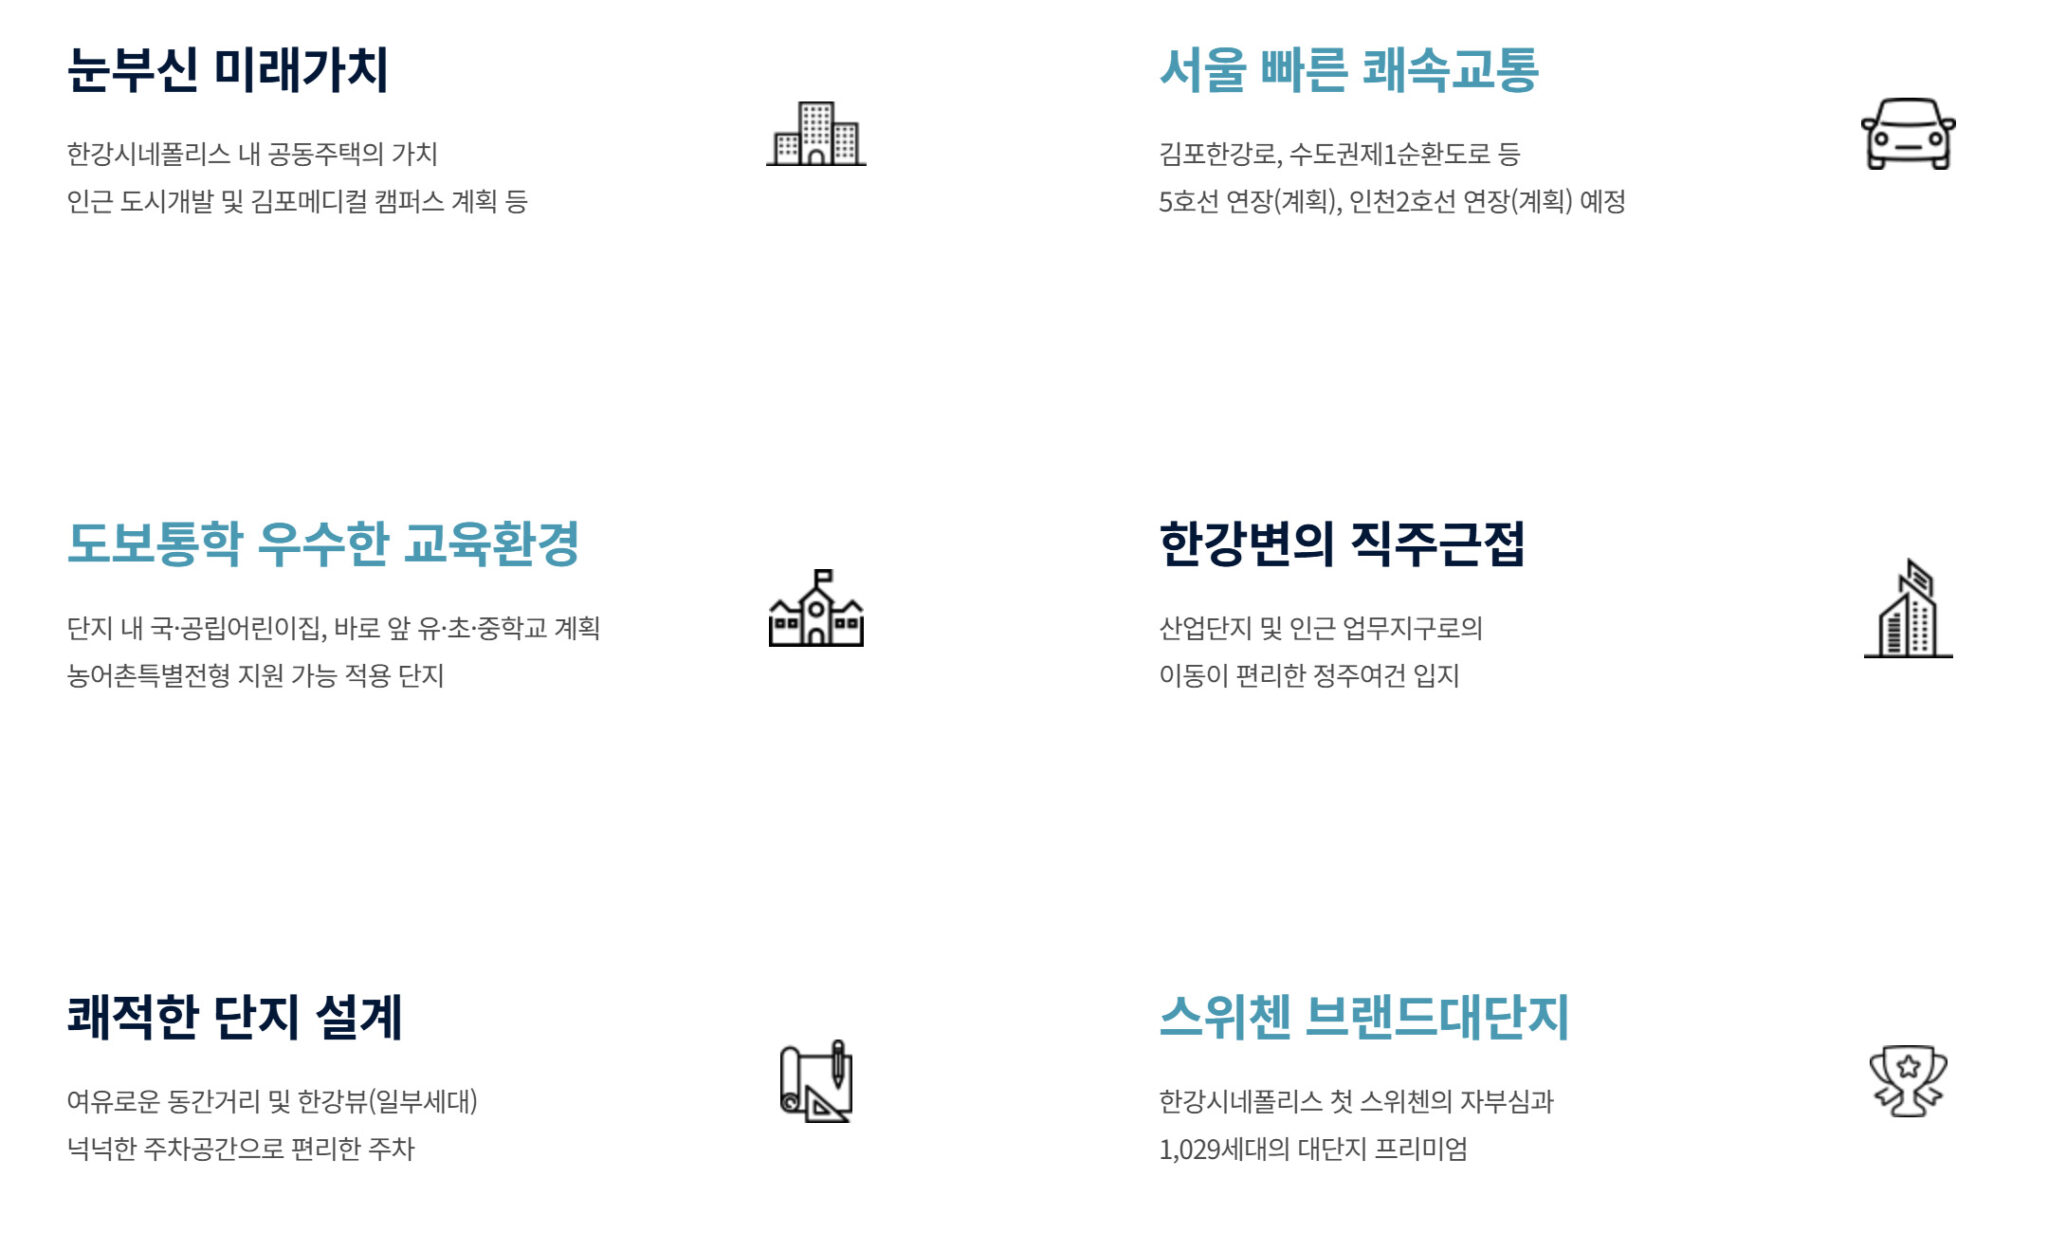 눈부신 미래가치
한강시네폴리스 내 공동주택의 가치
인근 도시개발 및 김포메디컬 캠퍼스 계획 등
서울 빠른 쾌속교통
김포한강로, 수도권제1순환도로 등
5호선 연장(계획), 인천2호선 연장(계획) 예정
도보통학 우수한 교육환경
단지 내 국·공립어린이집, 바로 앞 유·초·중학교 계획
농어촌특별전형 지원 가능 적용 단지
한강변의 직주근접
산업단지 및 인근 업무지구로의
이동이 편리한 정주여건 입지
쾌적한 단지 설계
여유로운 동간거리 및 한강뷰(일부세대)
넉넉한 주차공간으로 편리한 주차
스위첸 브랜드대단지
한강시네폴리스 첫 스위첸의 자부심과
1,029세대의 대단지 프리미엄